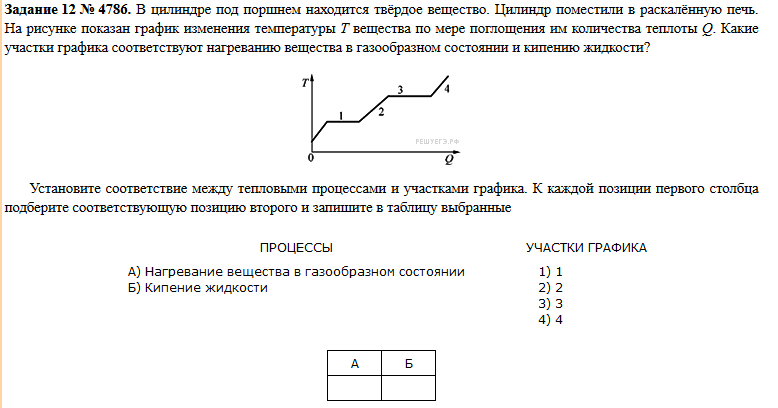 Задание 12 № 4786. В цилиндре под поршнем находится твёрдое вещество. Цилиндр поместили в раскалённую печь.
На рисунке показан график изменения температуры T вещества по мере поглощения им количества теплоты Q. Какие
участки графика соответствуют нагреванию вещества в газообразном состоянии и кипению жидкости?
T
1
2
3
4
РЕШУЕГЭ.РФ
0
Q
Установите соответствие между тепловыми процессами и участками графика. К каждой позиции первого столбца
подберите соответствующую позицию второго и запишите в таблицу выбранные
ПРОЦЕССЫ
УЧАСТКИ ГРАФИКА
А) Нагревание вещества в газообразном состоянии
Б) Кипение жидкости
1) 1
2) 2
3) 3
4) 4
А Б